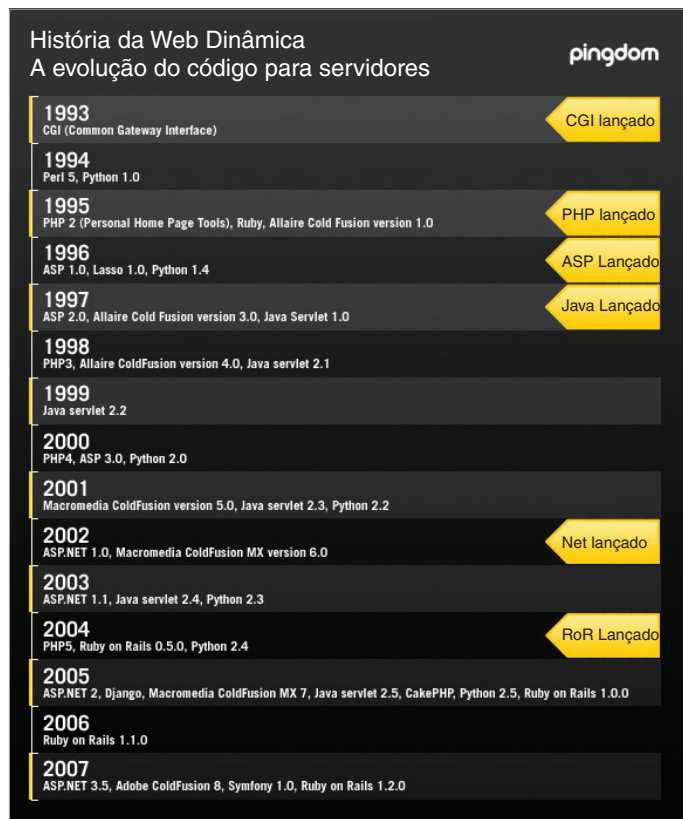 História da Web Dinâmica
A evolução do código para servidores
pingdom
1993
CGI (Common Gateway Interface)
CGI lançado
1994
Perl 5, Python 1.0
1995
PHP 2 (Personal Home Page Tools), Ruby, Allaire Cold Fusion version 1.0
PHP lançado
1996
ASP 1.0, Lasso 1.0, Python 1.4
ASP Lançado
1997
ASP 2.0, Allaire Cold Fusion version 3.0, Java Servlet 1.0
Java Lançado
1998
PHP3, Allaire ColdFusion version 4.0, Java servlet 2.1
1999
Java servlet 2.2
2000
PHP4, ASP 3.0, Python 2.0
2001
Macromedia ColdFusion version 5.0, Java servlet 2.3, Python 2.2
2002
ASP.NET 1.0, Macromedia ColdFusion MX version 6.0
Net lançado
2003
ASP.NET 1.1, Java servlet 2.4, Python 2.3
2004
PHP5, Ruby on Rails 0.5.0, Python 2.4
RoR Lançado
2005
ASP.NET 2, Django, Macromedia ColdFusion MX 7, Java servlet 2.5, CakePHP, Python 2.5, Ruby on Rails 1.0.0
2006
Ruby on Rails 1.1.0
2007
ASP.NET 3.5, Adobe ColdFusion 8, Symfony 1.0, Ruby on Rails 1.2.0